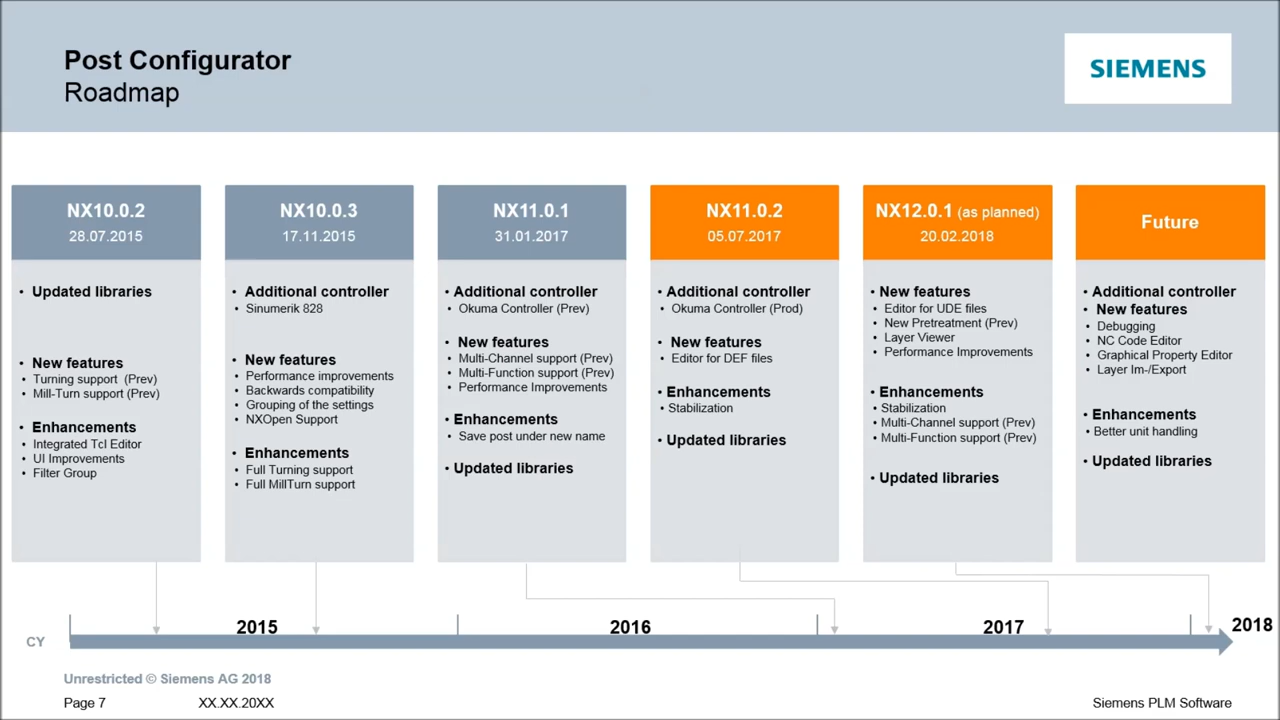 Post Configurator
Roadmap
SIEMENS
NX10.0.2
28.07.2015
• Updated libraries
• New features
• Turning support (Prev)
• Mill-Turn support (Prev)
• Enhancements
• Integrated Tcl Editor
• UI Improvements
• Filter Group
NX10.0.3
17.11.2015
• Additional controller
• Sinumerik 828
• New features
• Performance improvements
• Backwards compatibility
• Grouping of the settings
• NXOpen Support
• Enhancements
• Full Turning support
• Full MillTurn support
NX11.0.1
31.01.2017
• Additional controller
• Okuma Controller (Prev)
• New features
• Multi-Channel support (Prev)
• Multi-Function support (Prev)
• Performance Improvements
• Enhancements
• Save post under new name
• Updated libraries
NX11.0.2
05.07.2017
• Additional controller
• Okuma Controller (Prod)
• New features
• Editor for DEF files
• Enhancements
• Stabilization
• Updated libraries
NX12.0.1 (as planned)
20.02.2018
• New features
• Editor for UDE files
• New Pretreatment (Prev)
• Layer Viewer
• Performance Improvements
• Enhancements
• Stabilization
• Multi-Channel support (Prev)
• Multi-Function support (Prev)
• Updated libraries
Future
• Additional controller
• New features
• Debugging
• NC Code Editor
• Graphical Property Editor
• Layer Im-/Export
• Enhancements
• Better unit handling
• Updated libraries
CY
2015
2016
2017
2018
Unrestricted © Siemens AG 2018
Page 7
XX.XX.20XX
Siemens PLM Software